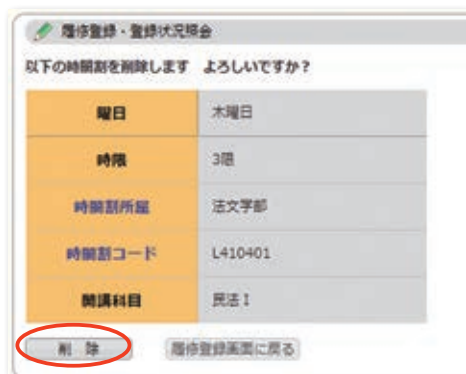 履修登録・登録状況照会
以下の時間割を削除します よろしいですか？
曜日 木曜日
時限 3限
時間割所属 法文学部
時間割コード L410401
開講科目 民法Ⅰ
削 除 履修登録画面に戻る